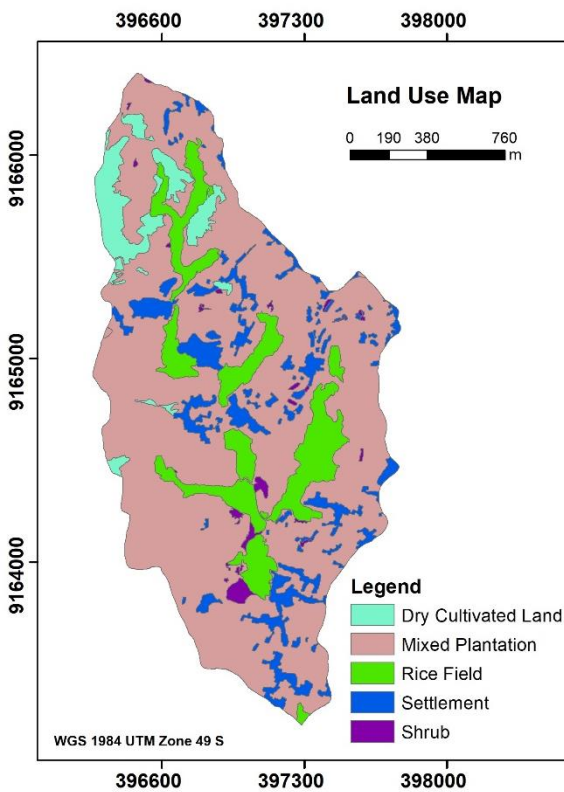 396600 397300 398000
Land Use Map
0 190 380 760
m
9166000
9165000
9164000
Legend
Dry Cultivated Land
Mixed Plantation
Rice Field
Settlement
Shrub
WGS 1984 UTM Zone 49 S
396600 397300 398000